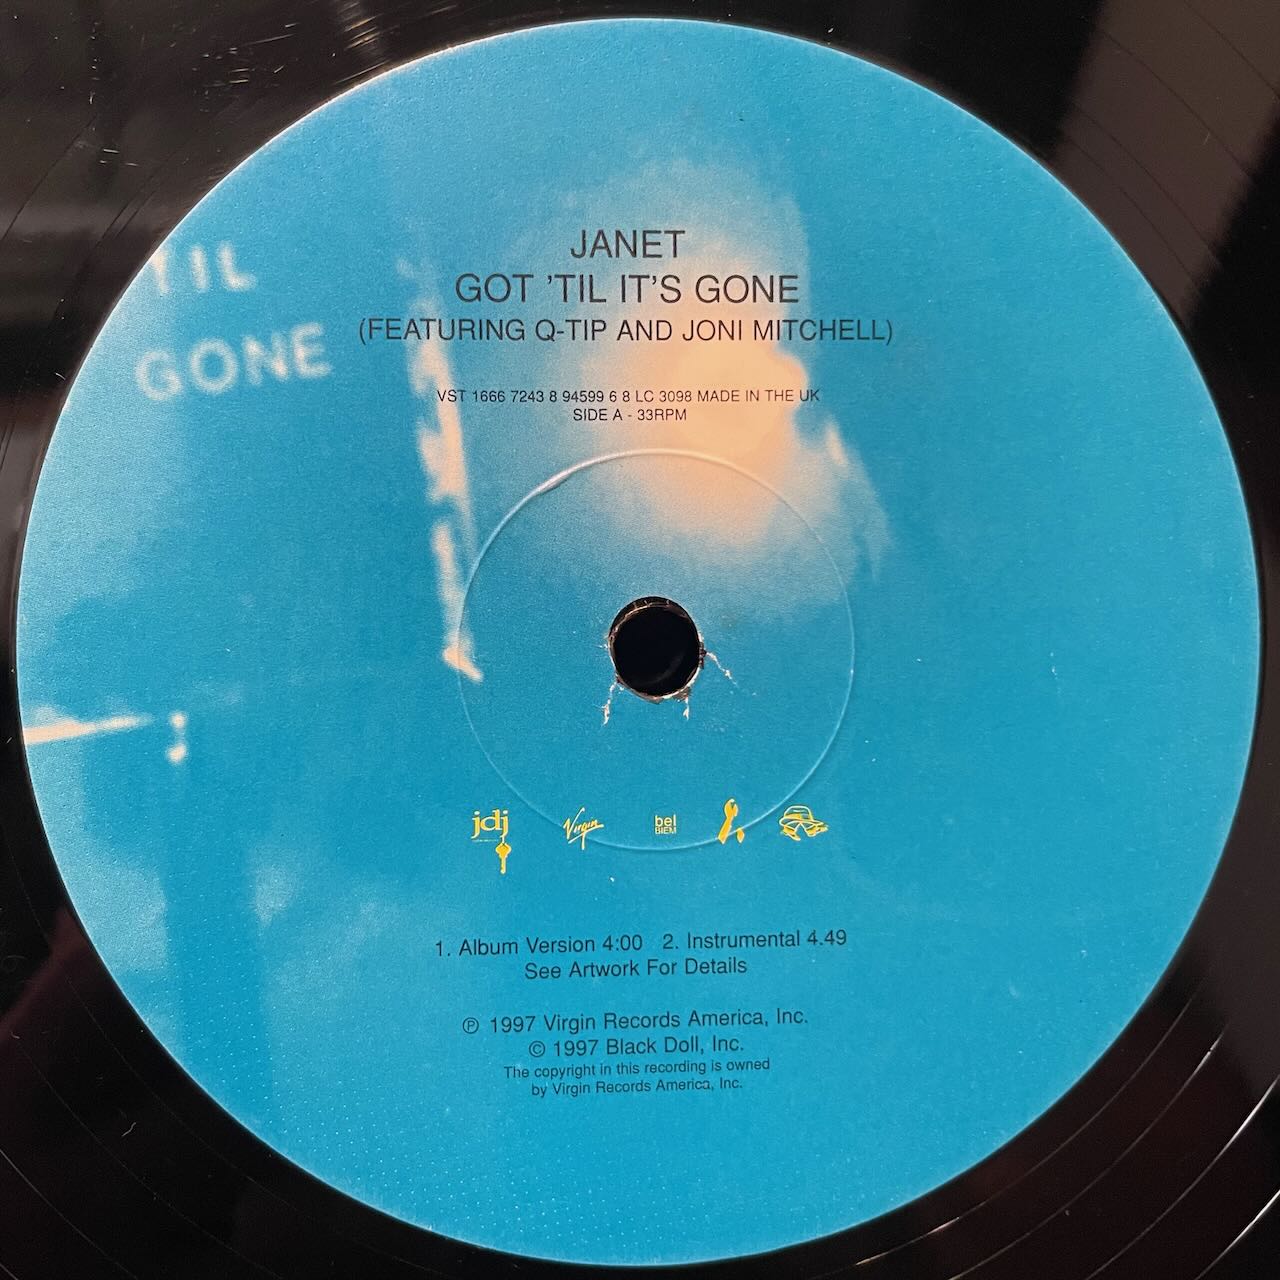 TIL
GONE
JANET
GOT 'TIL IT'S GONE
(FEATURING Q-TIP AND JONI MITCHELL)
VST 1666 7243 8 94599 6 8 LC 3098 MADE IN THE UK
SIDE A - 33RPM
jdj
Virgin
bel
BIEM
1. Album Version 4:00 2. Instrumental 4.49
See Artwork For Details
℗ 1997 Virgin Records America, Inc.
© 1997 Black Doll, Inc.
The copyright in this recording is owned
by Virgin Records America, Inc.